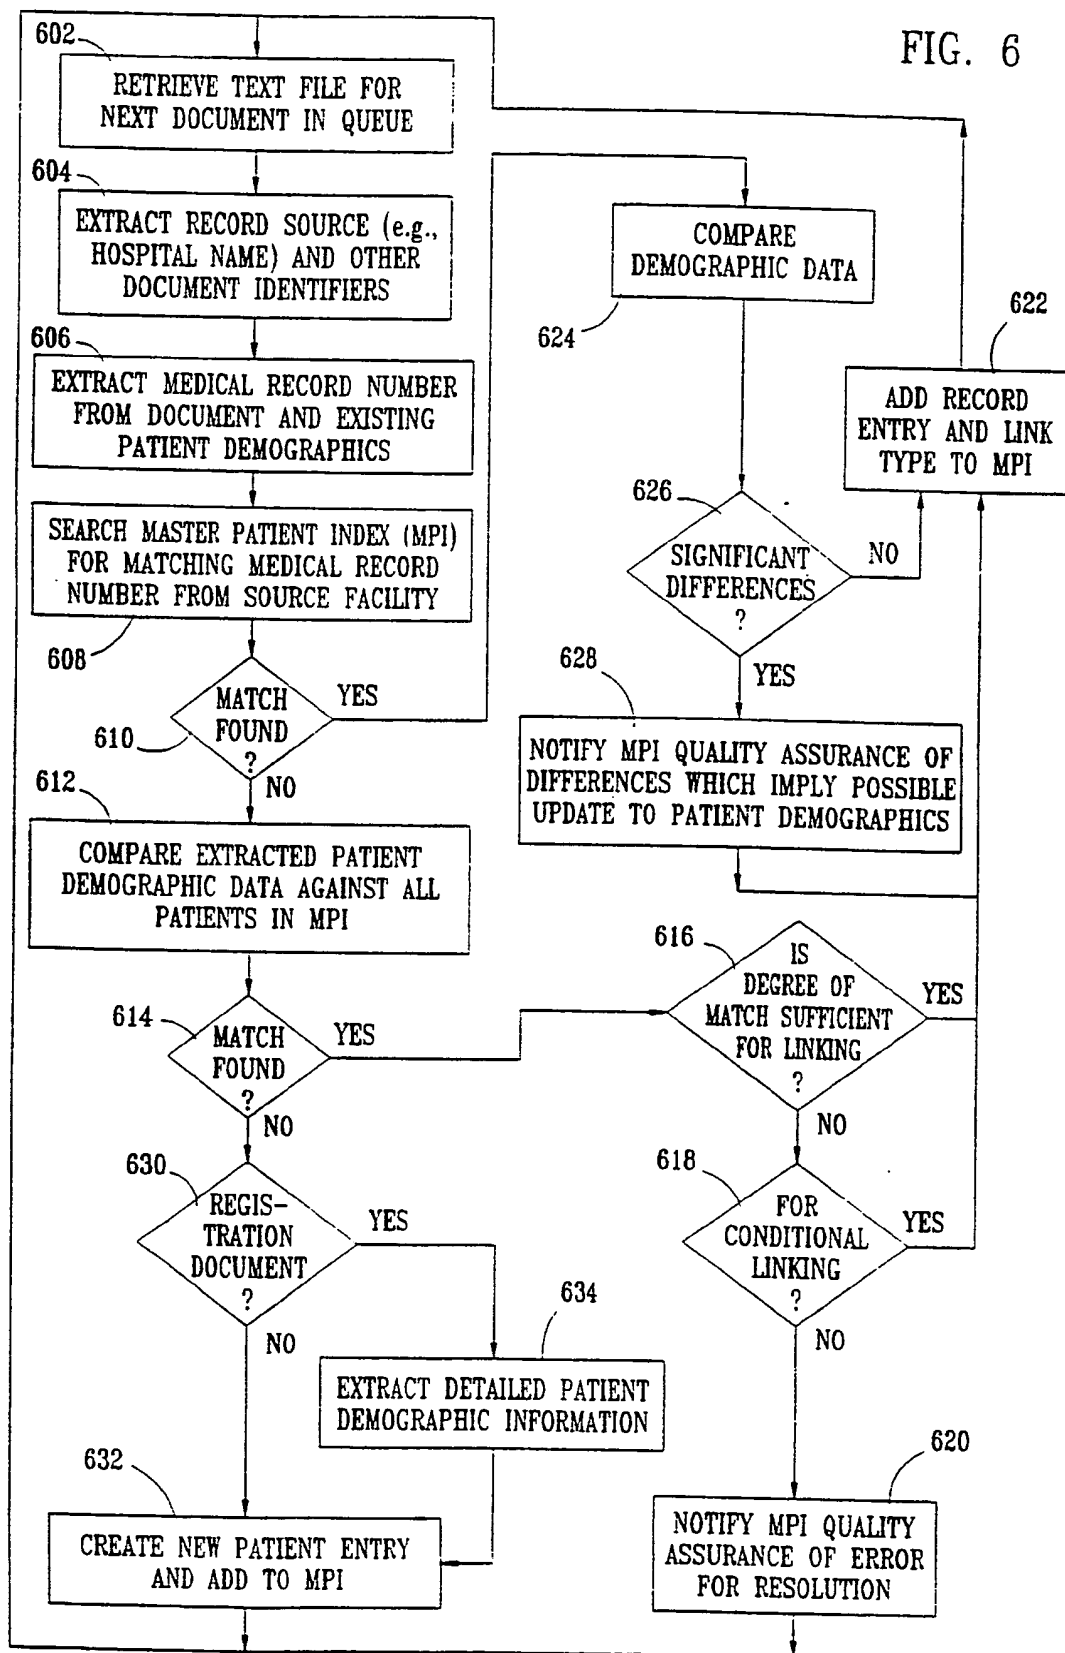 FIG. 6
602
RETRIEVE TEXT FILE FOR
NEXT DOCUMENT IN QUEUE
604
EXTRACT RECORD SOURCE (e.g.,
HOSPITAL NAME) AND OTHER
DOCUMENT IDENTIFIERS
606
EXTRACT MEDICAL RECORD NUMBER
FROM DOCUMENT AND EXISTING
PATIENT DEMOGRAPHICS
SEARCH MASTER PATIENT INDEX (MPI)
FOR MATCHING MEDICAL RECORD
NUMBER FROM SOURCE FACILITY
608
MATCH
FOUND
?
YES
610
NO
612
COMPARE EXTRACTED PATIENT
DEMOGRAPHIC DATA AGAINST ALL
PATIENTS IN MPI
614
MATCH
FOUND
?
YES
NO
630
REGIS-
TRATION
DOCUMENT
?
YES
NO
634
EXTRACT DETAILED PATIENT
DEMOGRAPHIC INFORMATION
632
CREATE NEW PATIENT ENTRY
AND ADD TO MPI
COMPARE
DEMOGRAPHIC DATA
624
622
ADD RECORD
ENTRY AND LINK
TYPE TO MPI
626
SIGNIFICANT
DIFFERENCES
?
NO
YES
628
NOTIFY MPI QUALITY ASSURANCE OF
DIFFERENCES WHICH IMPLY POSSIBLE
UPDATE TO PATIENT DEMOGRAPHICS
616
IS
DEGREE OF
MATCH SUFFICIENT
FOR LINKING
?
YES
NO
618
FOR
CONDITIONAL
LINKING
?
YES
NO
620
NOTIFY MPI QUALITY
ASSURANCE OF ERROR
FOR RESOLUTION